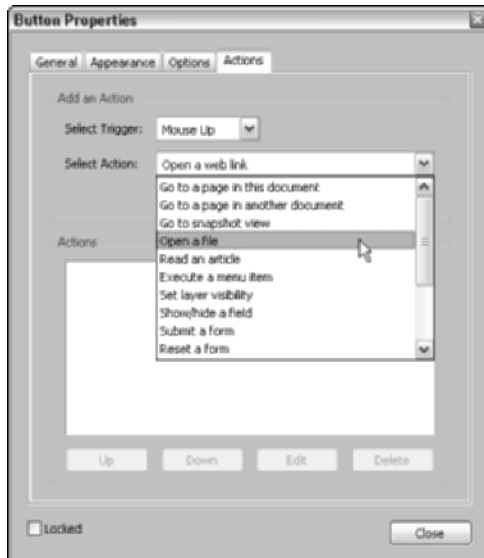 Button Properties
General Appearance Options Actions
Add an Action
Select Trigger: Mouse Up
Select Action: Open a web link
Go to a page in this document
Go to a page in another document
Go to snapshot view
Actions
Open a file
Read an article
Execute a menu item
Set layer visibility
Show/hide a field
Submit a form
Reset a form
Up Down Edit Delete
Locked
Close